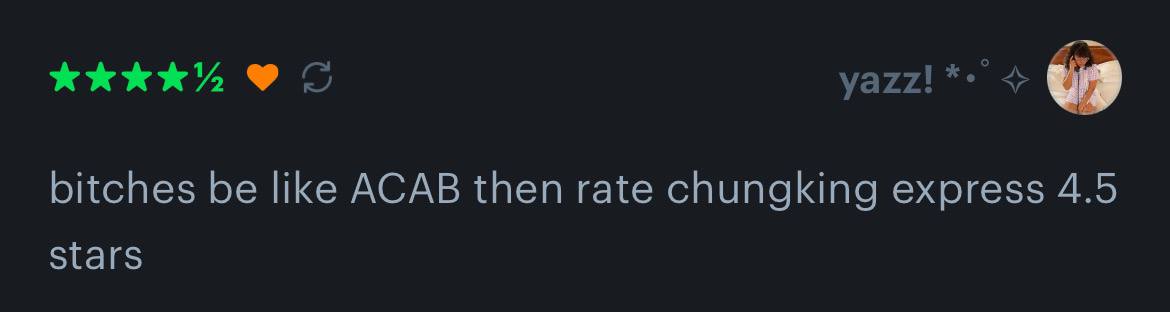 ★★★★½
yazz! *•˚ ✧
bitches be like ACAB then rate chungking express 4.5
stars